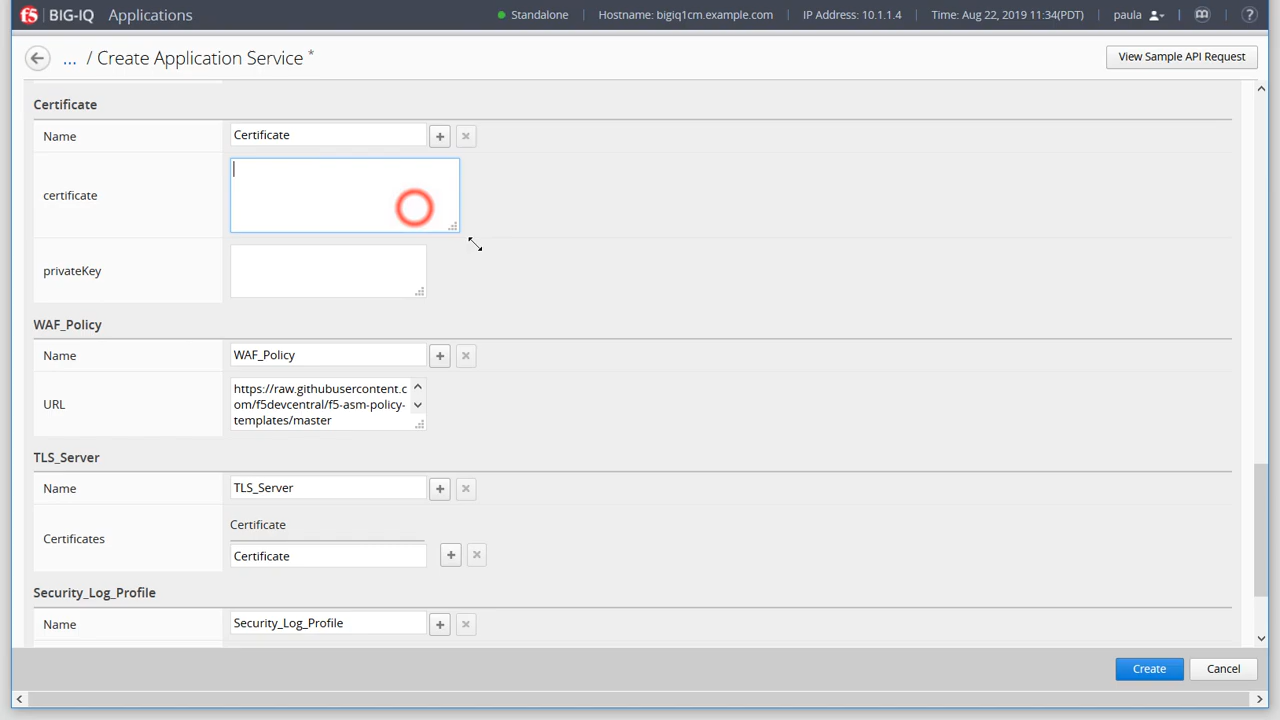 f5 BIG-IQ Applications Standalone Hostname: bigiq1cm.example.com IP Address: 10.1.1.4 Time: Aug 22, 2019 11:34(PDT) paula ?
... / Create Application Service *
View Sample API Request
Certificate
Name Certificate
certificate
privateKey
WAF_Policy
Name WAF_Policy
URL
https://raw.githubusercontent.c
om/f5devcentral/f5-asm-policy-
templates/master
TLS_Server
Name TLS_Server
Certificates
Certificate
Certificate
Security_Log_Profile
Name Security_Log_Profile
Create Cancel